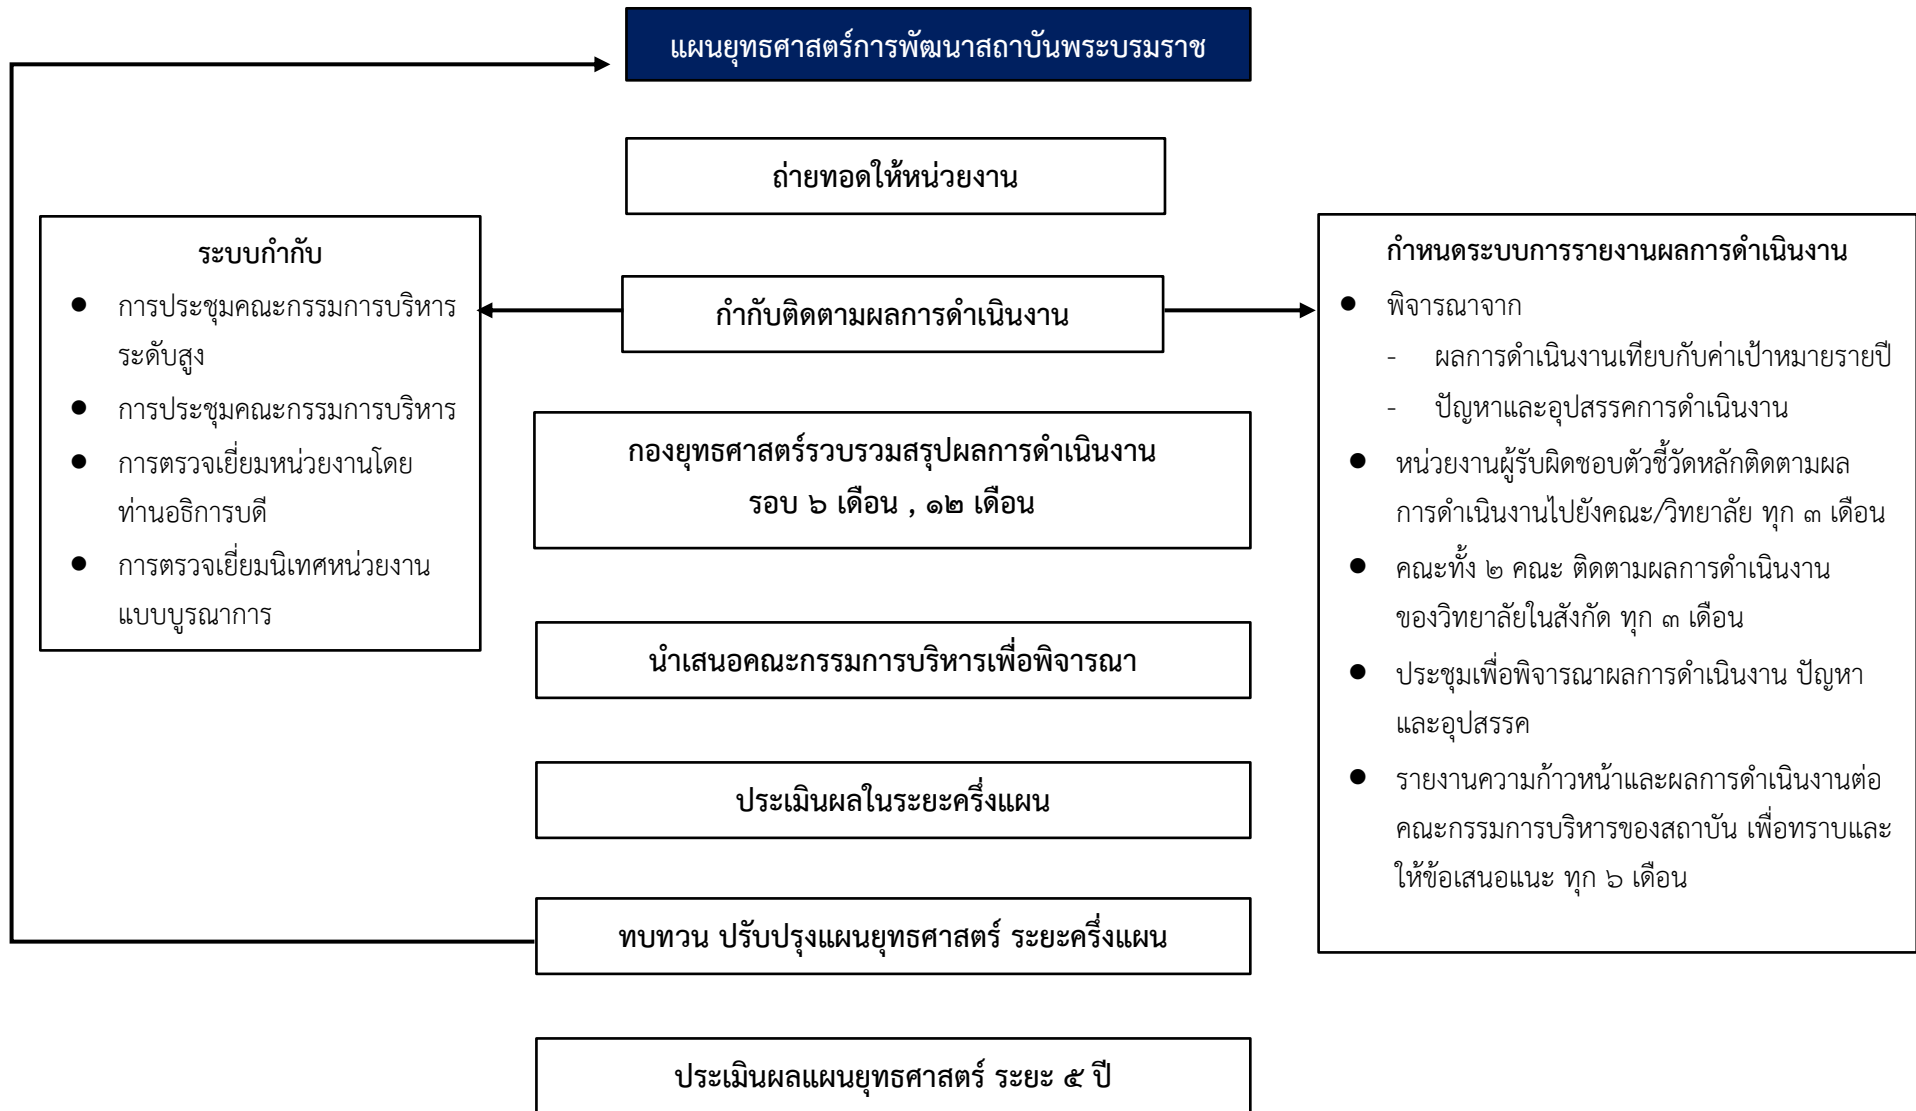 แผนยุทธศาสตร์การพัฒนาสถาบันพระบรมราช
ถ่ายทอดให้หน่วยงาน
ระบบกำกับ
● การประชุมคณะกรรมการบริหาร
ระดับสูง
● การประชุมคณะกรรมการบริหาร
● การตรวจเยี่ยมหน่วยงานโดย
ท่านอธิการบดี
● การตรวจเยี่ยมนิเทศหน่วยงาน
แบบบูรณาการ
กำกับติดตามผลการดำเนินงาน
กำหนดระบบการรายงานผลการดำเนินงาน
● พิจารณาจาก
- ผลการดำเนินงานเทียบกับค่าเป้าหมายรายปี
- ปัญหาและอุปสรรคการดำเนินงาน
● หน่วยงานผู้รับผิดชอบตัวชี้วัดหลักติดตามผล
การดำเนินงานไปยังคณะ/วิทยาลัย ทุก ๓ เดือน
● คณะทั้ง ๒ คณะ ติดตามผลการดำเนินงาน
ของวิทยาลัยในสังกัด ทุก ๓ เดือน
● ประชุมเพื่อพิจารณาผลการดำเนินงาน ปัญหา
และอุปสรรค
● รายงานความก้าวหน้าและผลการดำเนินงานต่อ
คณะกรรมการบริหารของสถาบัน เพื่อทราบและ
ให้ข้อเสนอแนะ ทุก ๖ เดือน
กองยุทธศาสตร์รวบรวมสรุปผลการดำเนินงาน
รอบ ๖ เดือน , ๑๒ เดือน
นำเสนอคณะกรรมการบริหารเพื่อพิจารณา
ประเมินผลในระยะครึ่งแผน
ทบทวน ปรับปรุงแผนยุทธศาสตร์ ระยะครึ่งแผน
ประเมินผลแผนยุทธศาสตร์ ระยะ ๕ ปี